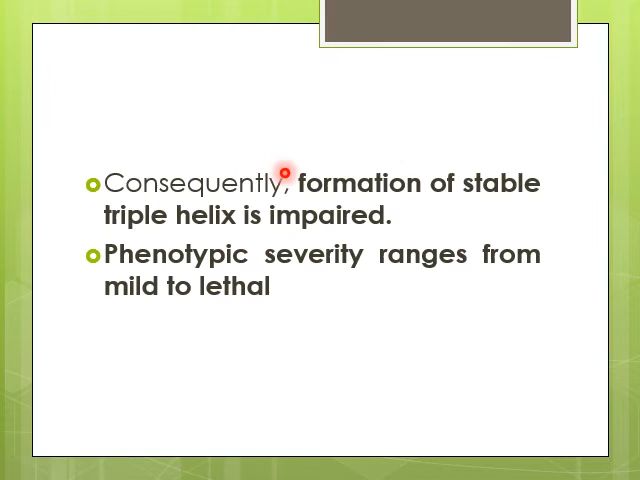 Consequently, formation of stable
triple helix is impaired.
Phenotypic severity ranges from
mild to lethal